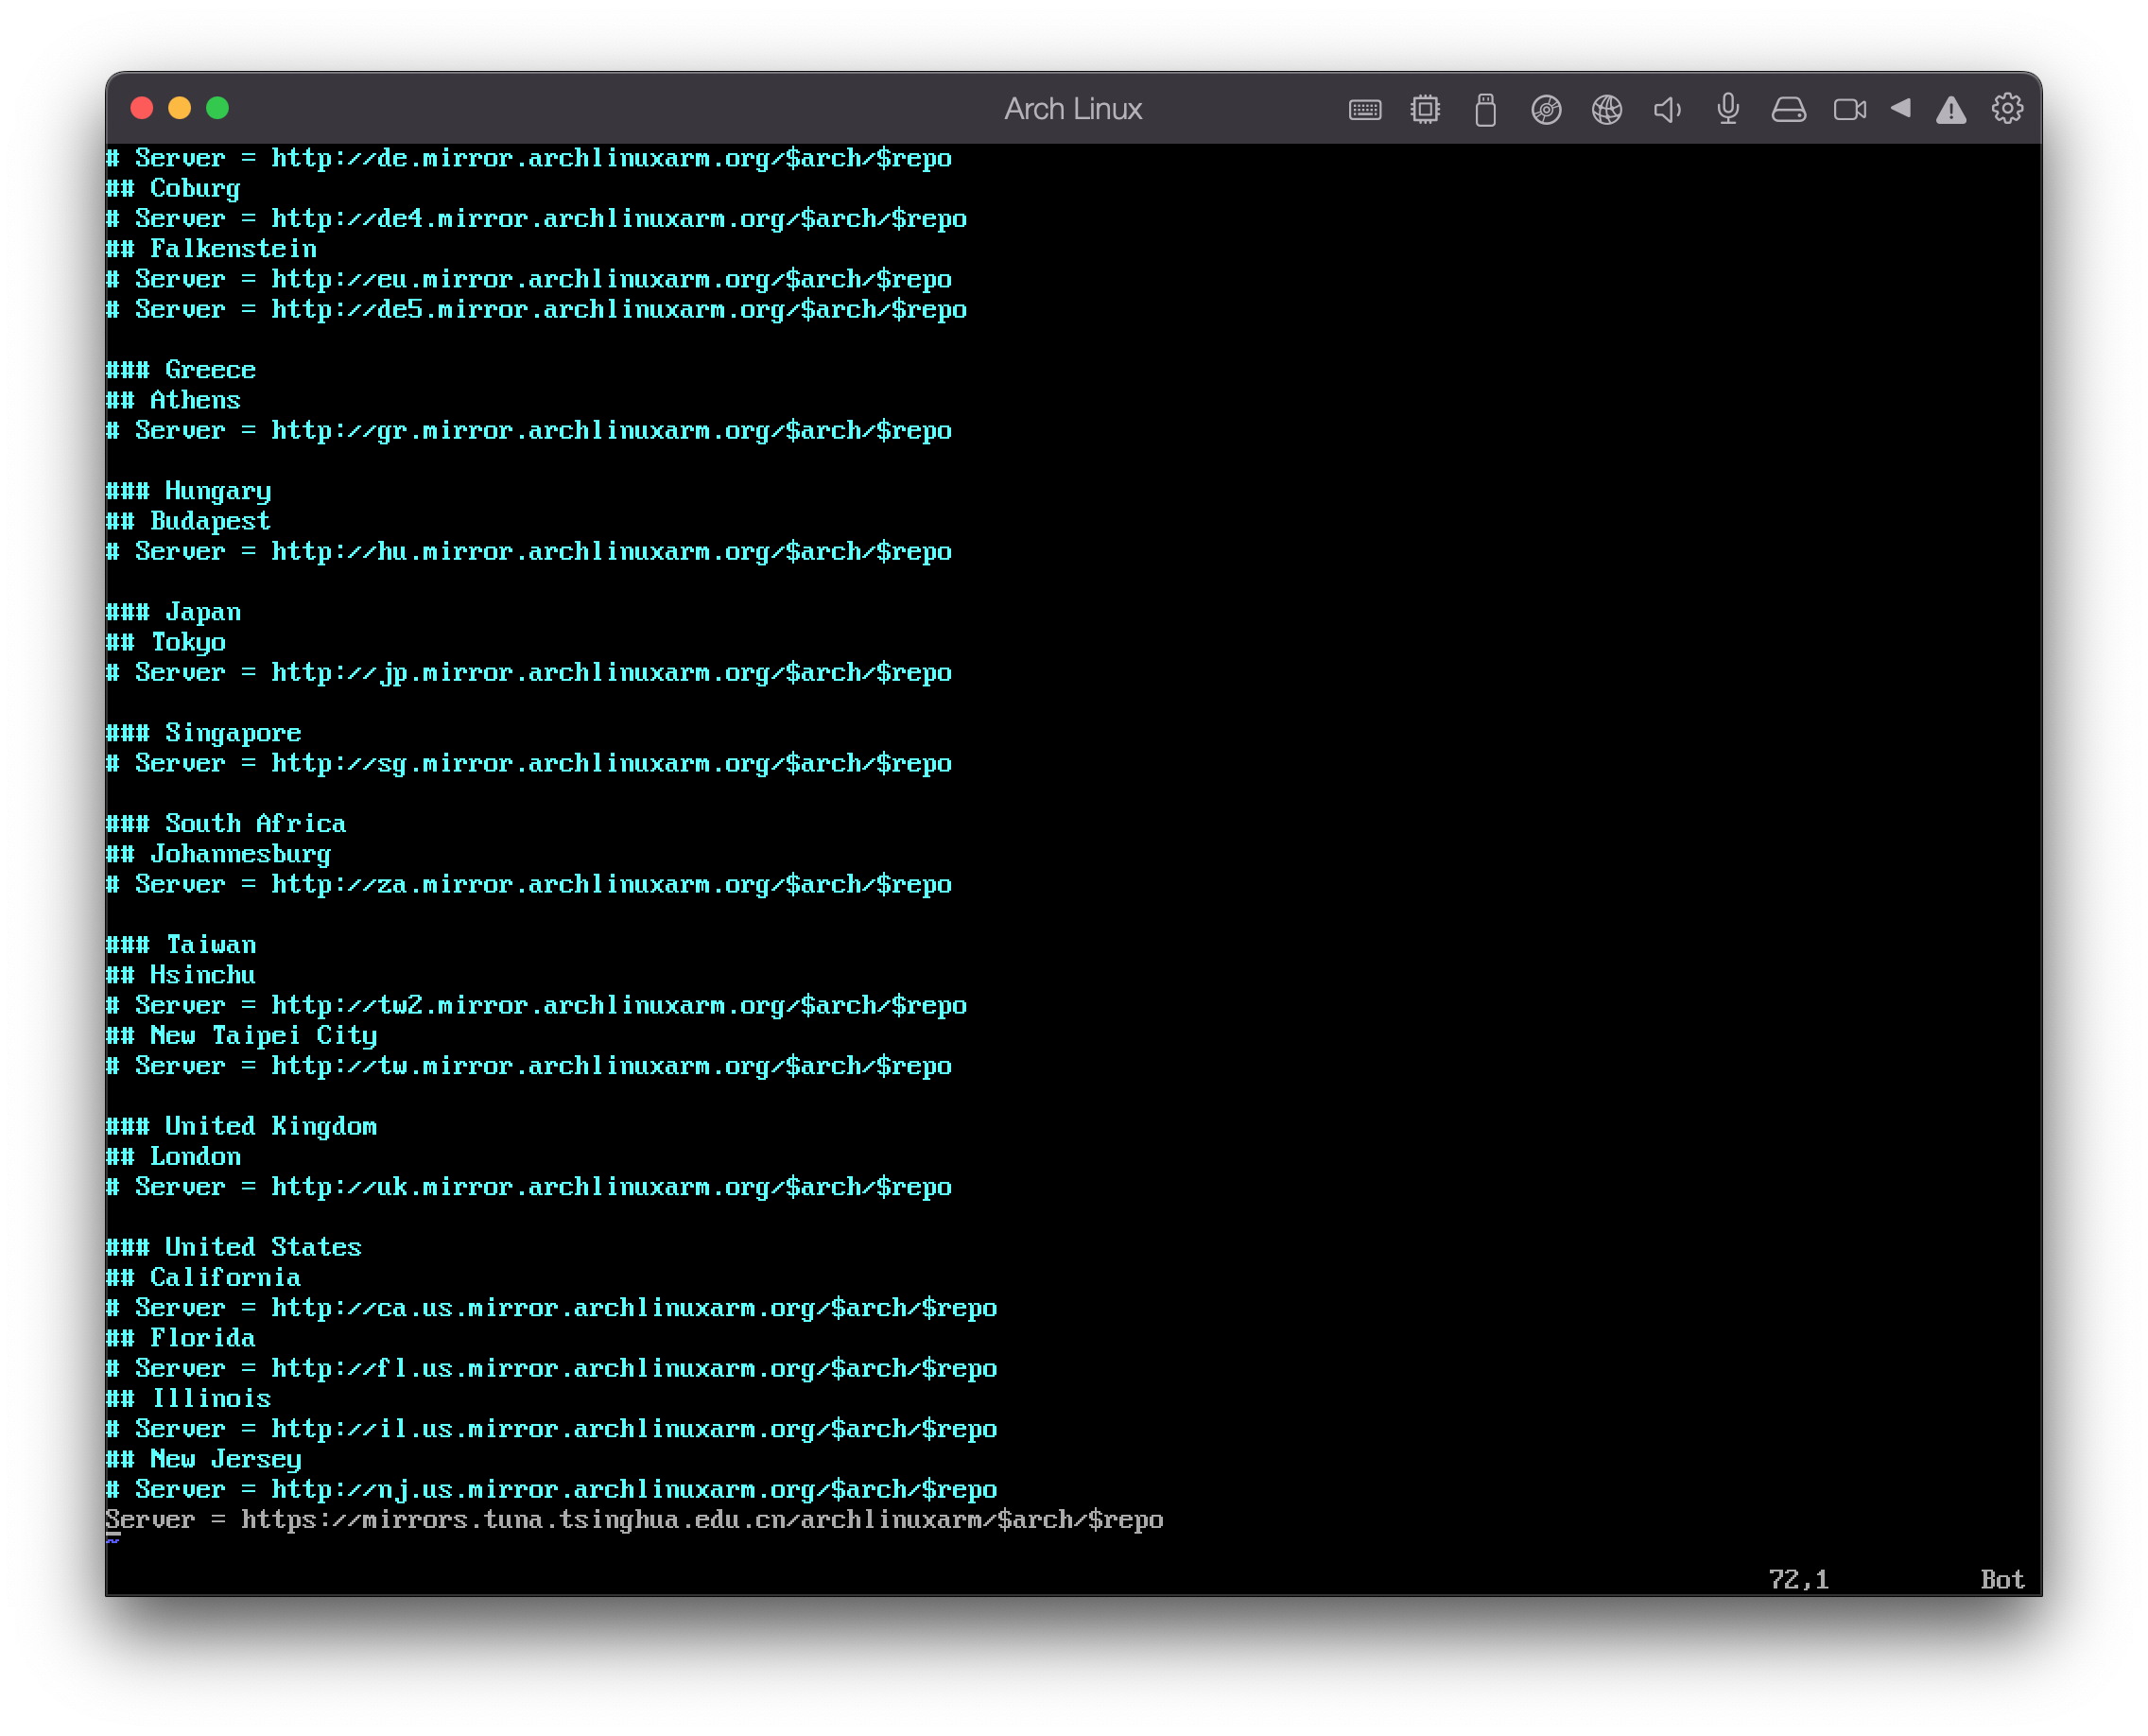 Arch Linux
# Server = http://de.mirror.archlinuxarm.org/$arch/$repo
## Coburg
# Server = http://de4.mirror.archlinuxarm.org/$arch/$repo
## Falkenstein
# Server = http://eu.mirror.archlinuxarm.org/$arch/$repo
# Server = http://de5.mirror.archlinuxarm.org/$arch/$repo
### Greece
## Athens
# Server = http://gr.mirror.archlinuxarm.org/$arch/$repo
### Hungary
## Budapest
# Server = http://hu.mirror.archlinuxarm.org/$arch/$repo
### Japan
## Tokyo
# Server = http://jp.mirror.archlinuxarm.org/$arch/$repo
### Singapore
# Server = http://sg.mirror.archlinuxarm.org/$arch/$repo
### South Africa
## Johannesburg
# Server = http://za.mirror.archlinuxarm.org/$arch/$repo
### Taiwan
## Hsinchu
# Server = http://tw2.mirror.archlinuxarm.org/$arch/$repo
## New Taipei City
# Server = http://tw.mirror.archlinuxarm.org/$arch/$repo
### United Kingdom
## London
# Server = http://uk.mirror.archlinuxarm.org/$arch/$repo
### United States
## California
# Server = http://ca.us.mirror.archlinuxarm.org/$arch/$repo
## Florida
# Server = http://fl.us.mirror.archlinuxarm.org/$arch/$repo
## Illinois
# Server = http://il.us.mirror.archlinuxarm.org/$arch/$repo
## New Jersey
# Server = http://nj.us.mirror.archlinuxarm.org/$arch/$repo
Server = https://mirrors.tuna.tsinghua.edu.cn/archlinuxarm/$arch/$repo
~
72,1 Bot